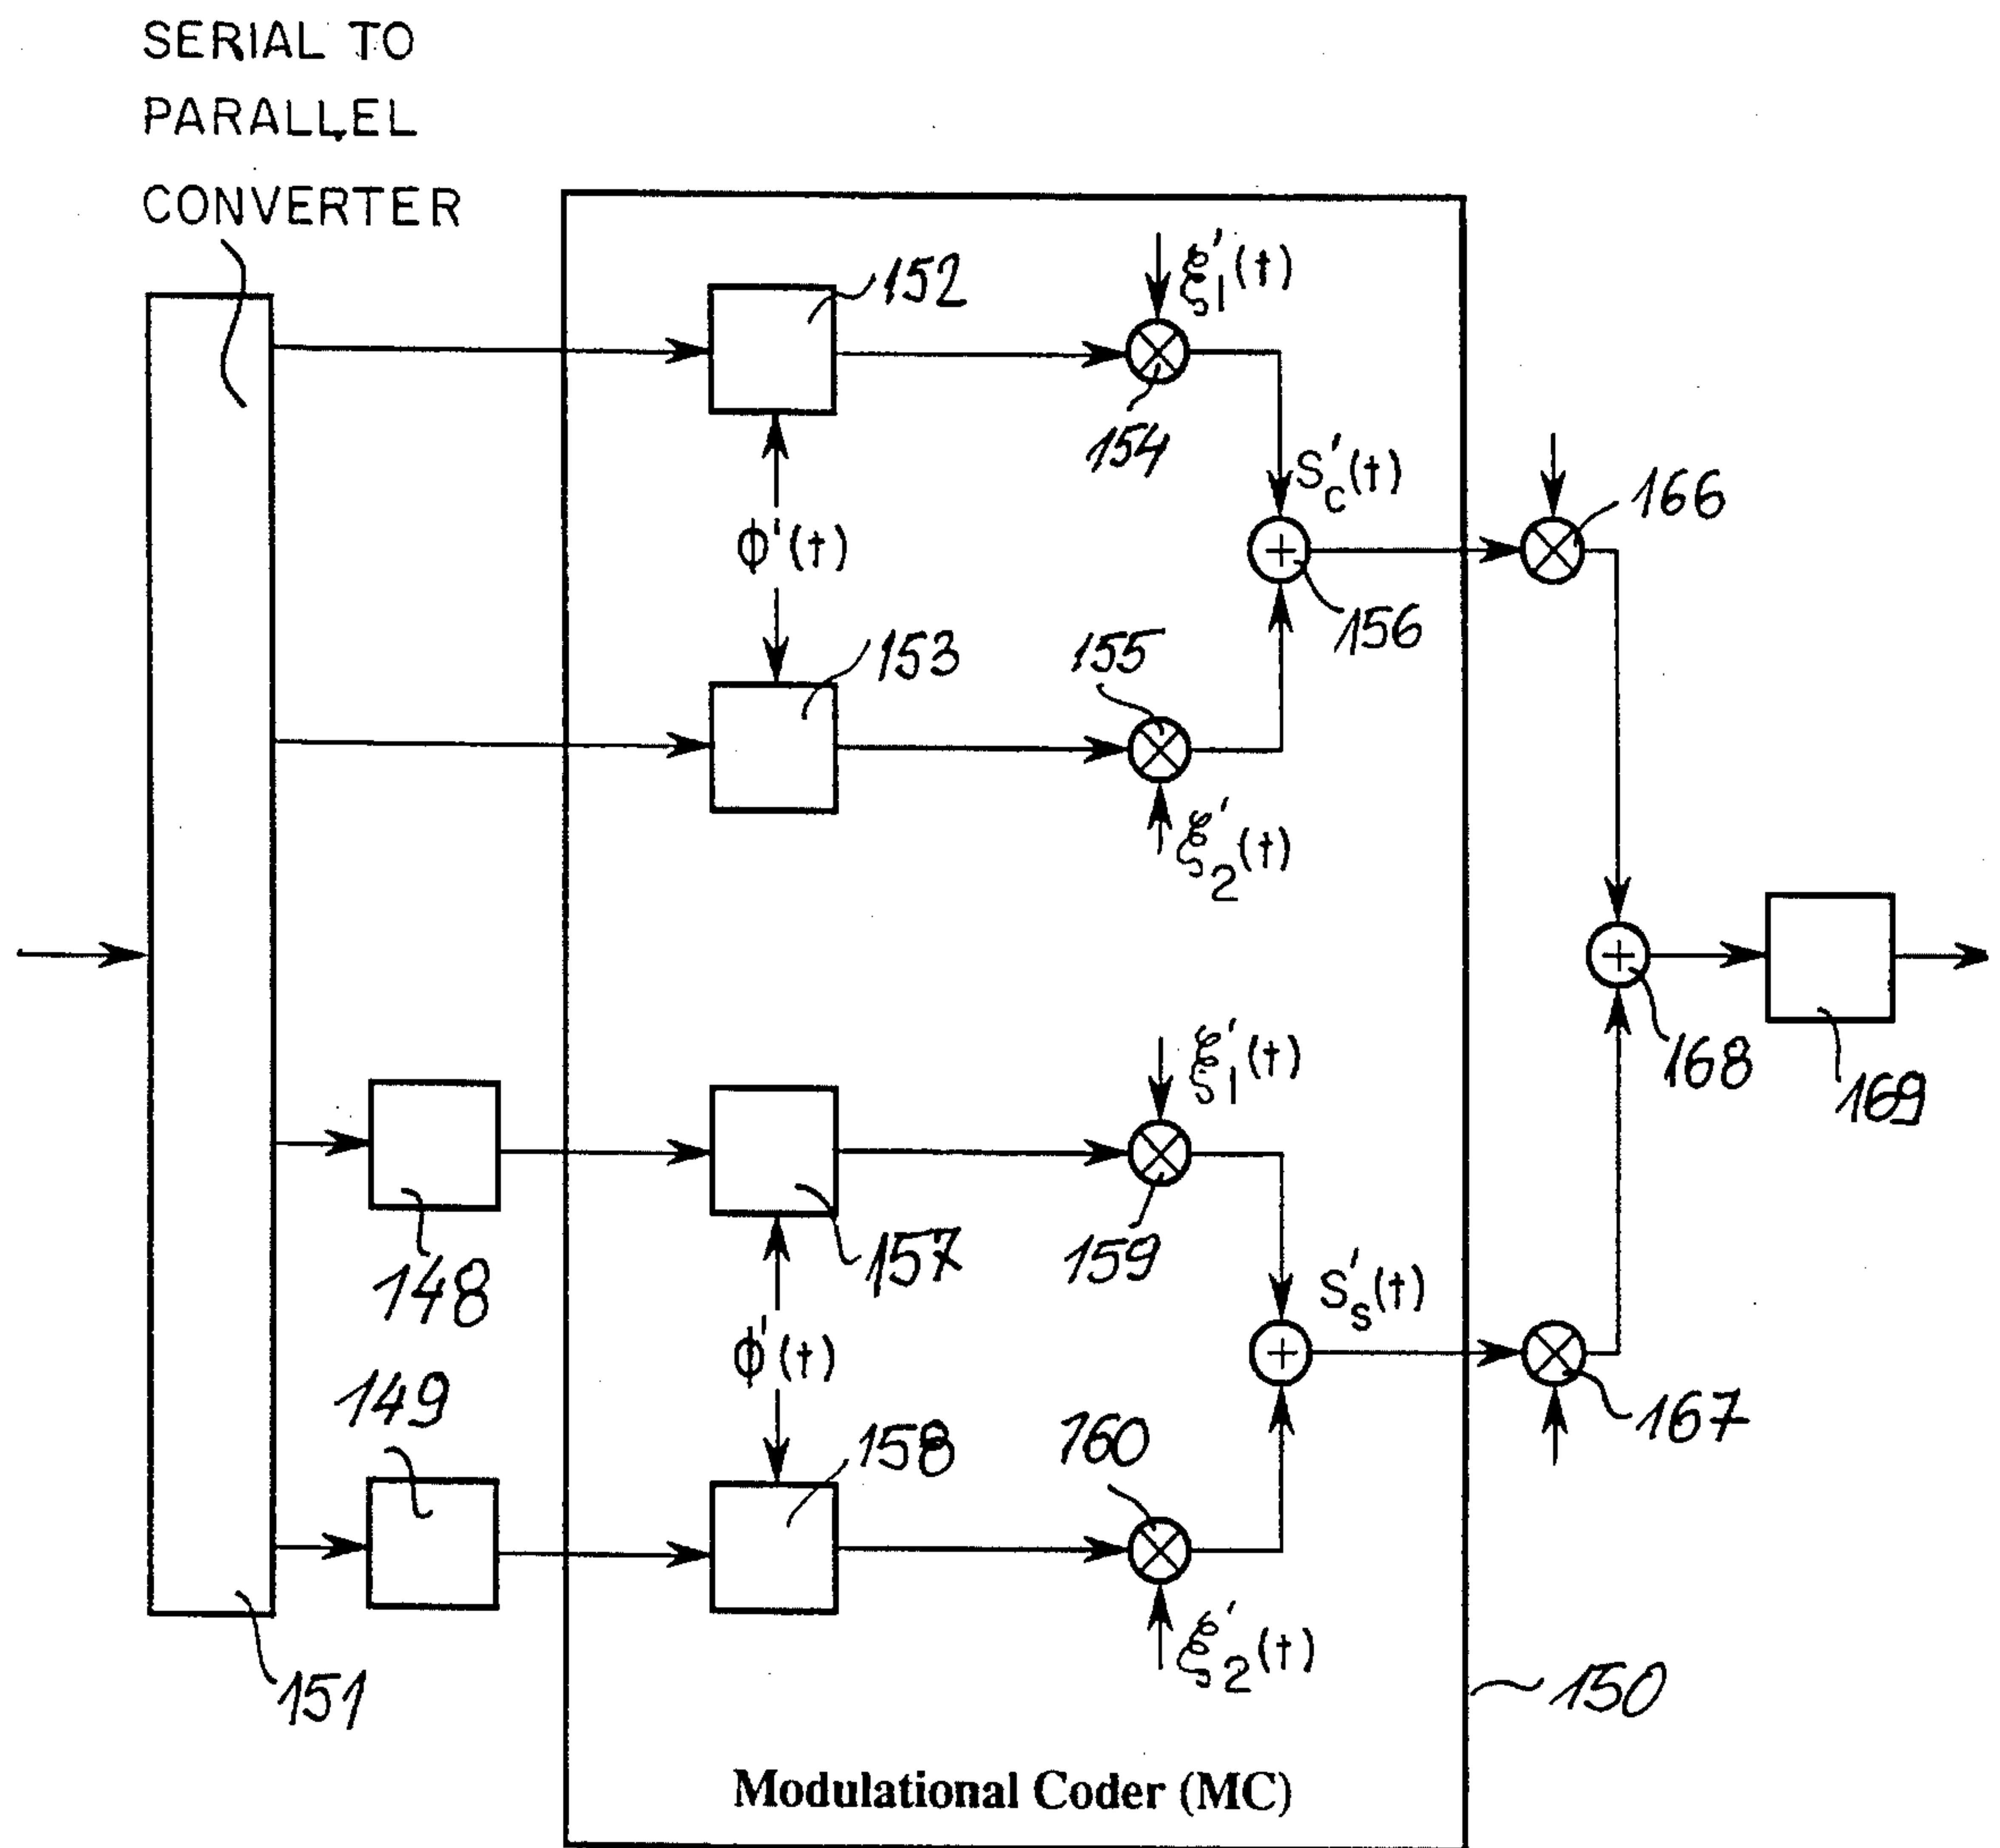 SERIAL TO
PARALLEL
CONVERTER
152
ξ'1(t)
154
S'c(t)
166
ϕ'(t)
156
153
155
ξ'2(t)
168
169
ξ'1(t)
148
157
159
S's(t)
ϕ'(t)
149
158
160
167
ξ'2(t)
151
150
Modulational Coder (MC)